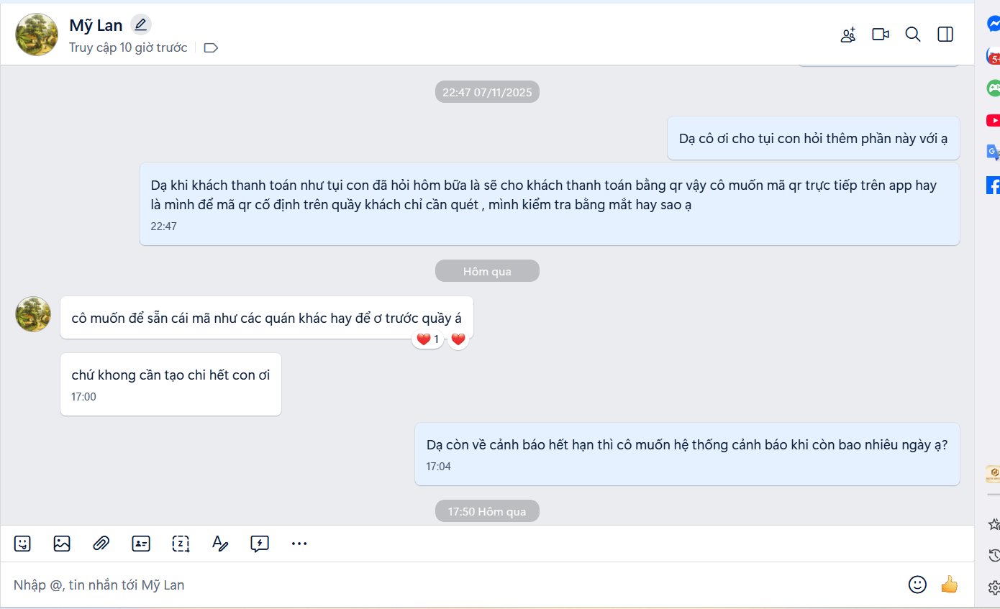 Mỹ Lan
Truy cập 10 giờ trước
22:47 07/11/2025
Dạ cô ơi cho tụi con hỏi thêm phần này với ạ
Dạ khi khách thanh toán như tụi con đã hỏi hôm bữa là sẽ cho khách thanh toán bằng qr vậy cô muốn mã qr trực tiếp trên app hay
là mình để mã qr cố định trên quầy khách chỉ cần quét , mình kiểm tra bằng mắt hay sao ạ
22:47
Hôm qua
cô muốn để sẵn cái mã như các quán khác hay để ơ trước quầy á
1
chứ khong cần tạo chi hết con ơi
17:00
Dạ còn về cảnh báo hết hạn thì cô muốn hệ thống cảnh báo khi còn bao nhiêu ngày ạ?
17:04
17:50 Hôm qua
Nhập @, tin nhắn tới Mỹ Lan
5+